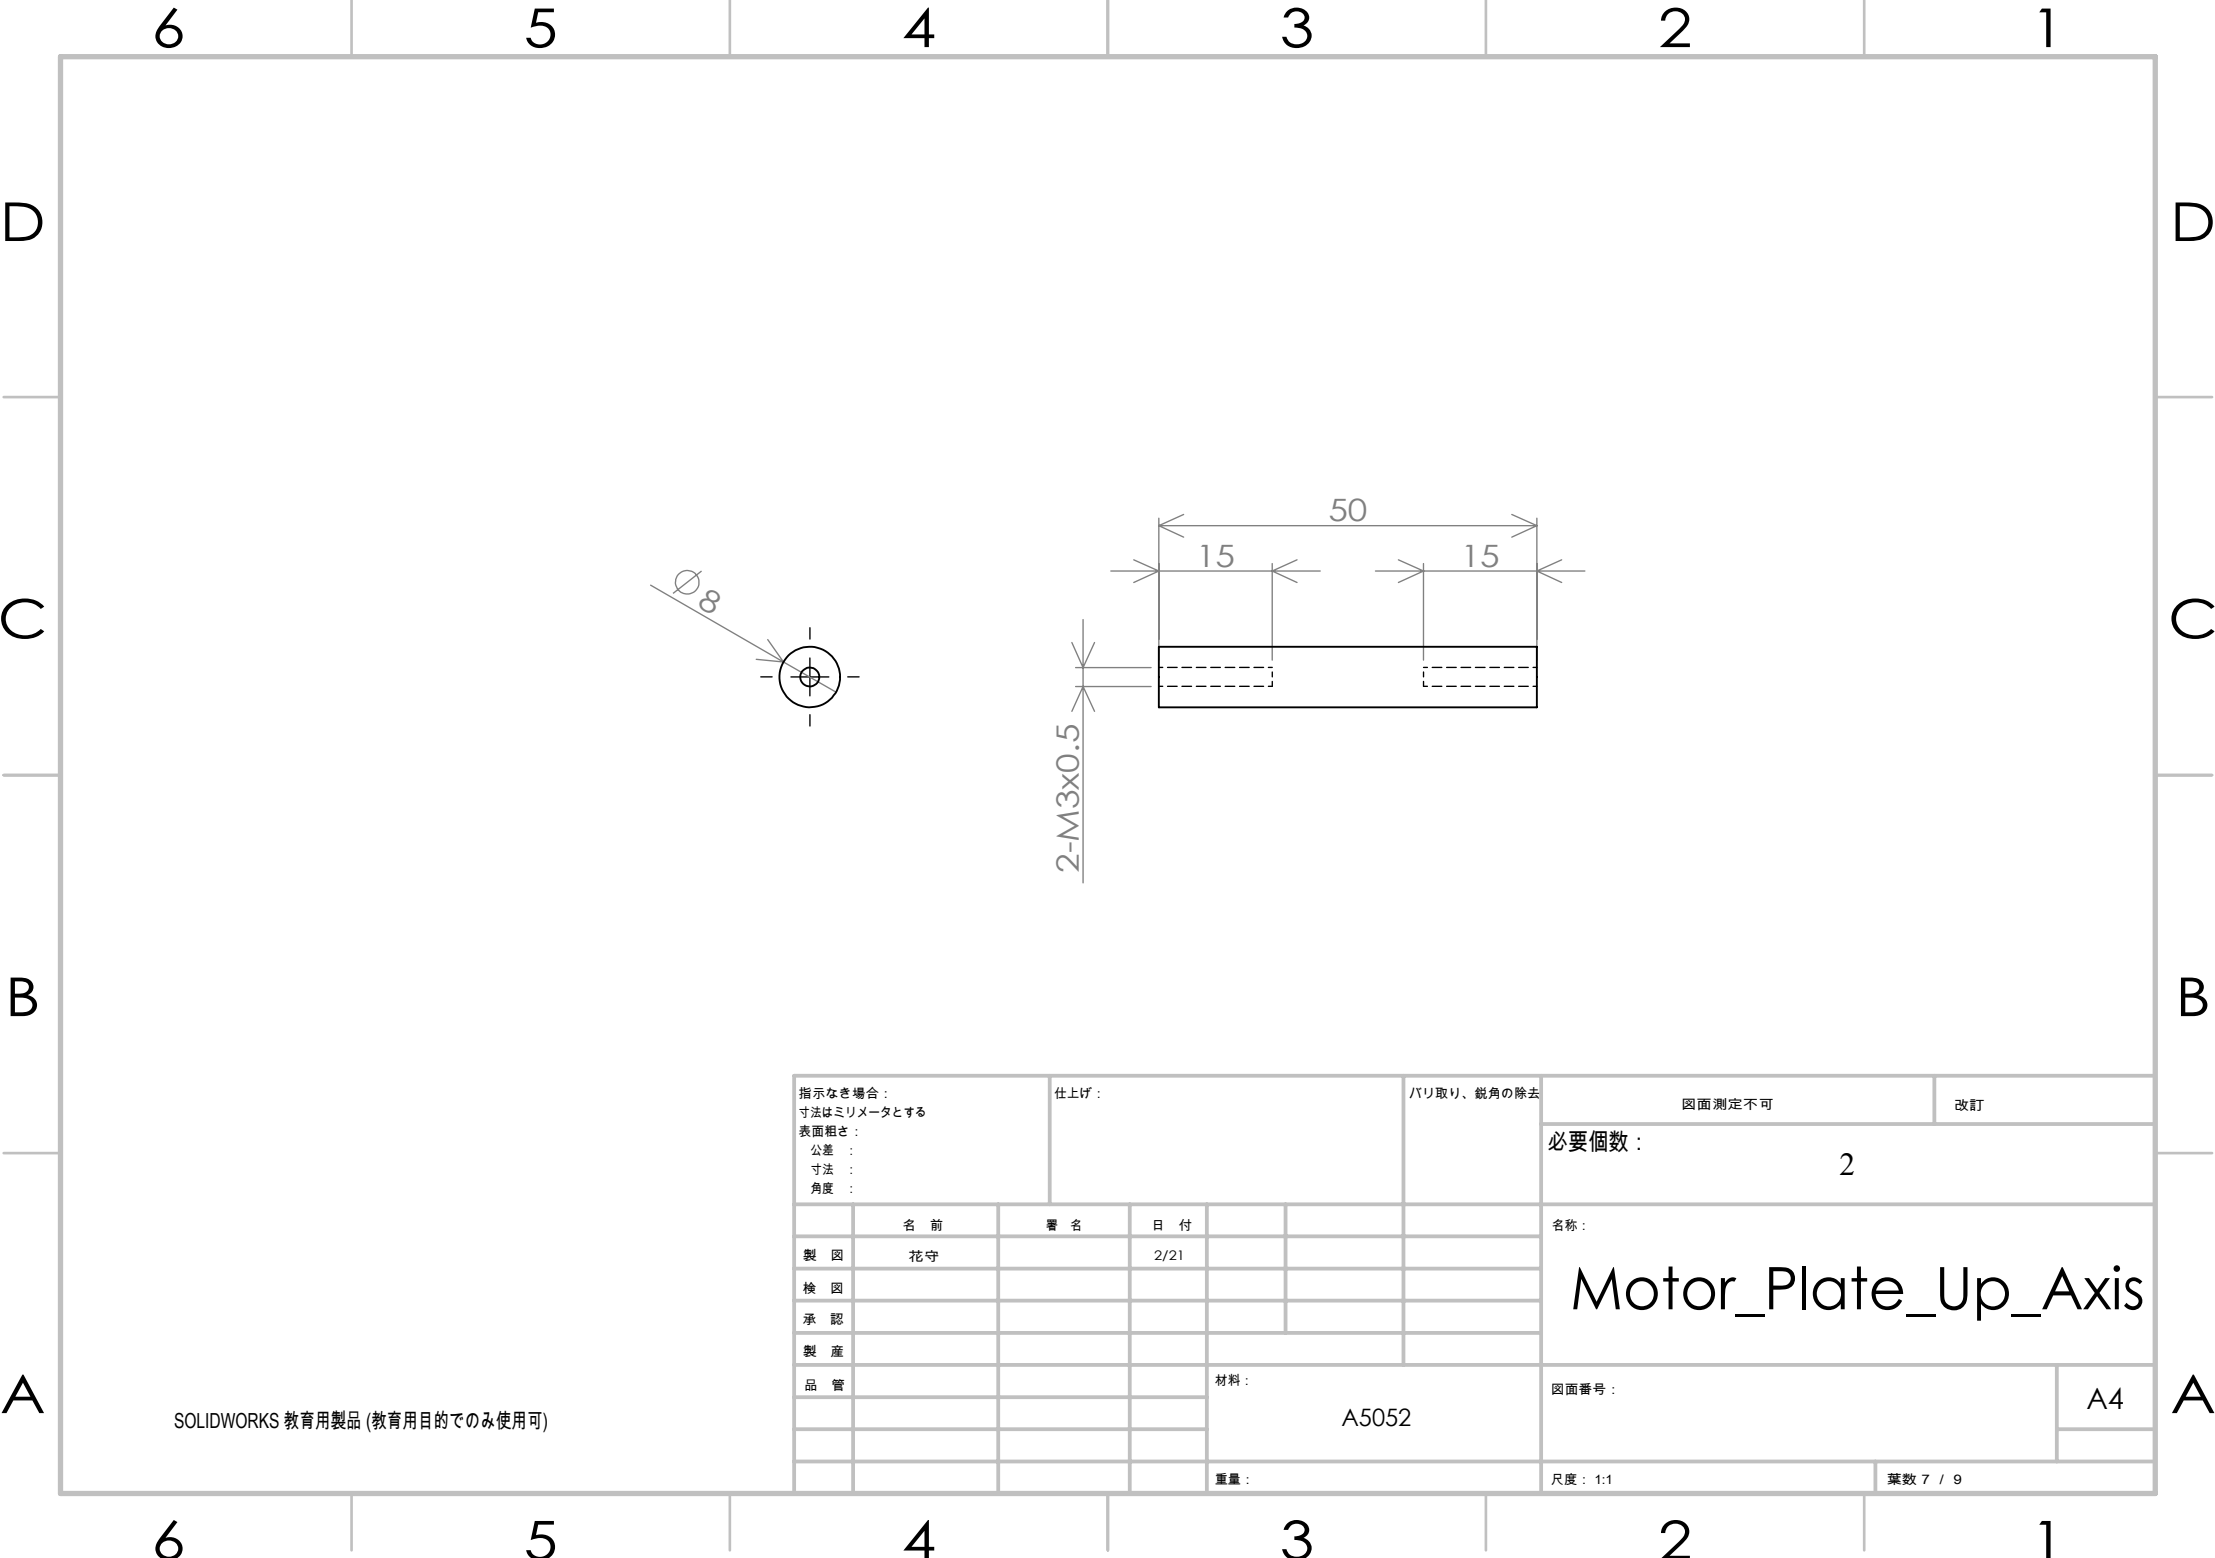 6 5 4 3 2 1
D D
50
15 15
∅8
C C
2-M3x0.5
B B
指示なき場合：
寸法はミリメータとする
表面粗さ：
公差 ：
寸法 ：
角度 ：
仕上げ：
バリ取り、鋭角の除去
図面測定不可
改訂
必要個数：
2
名 前 署 名 日 付
製 図 花守 2/21
検 図
承 認
製 産
品 管
名称：
Motor_Plate_Up_Axis
材料：
A5052
図面番号：
A4
A A
SOLIDWORKS 教育用製品 (教育用目的でのみ使用可)
重量：
尺度：1:1
葉数 7 / 9
6 5 4 3 2 1